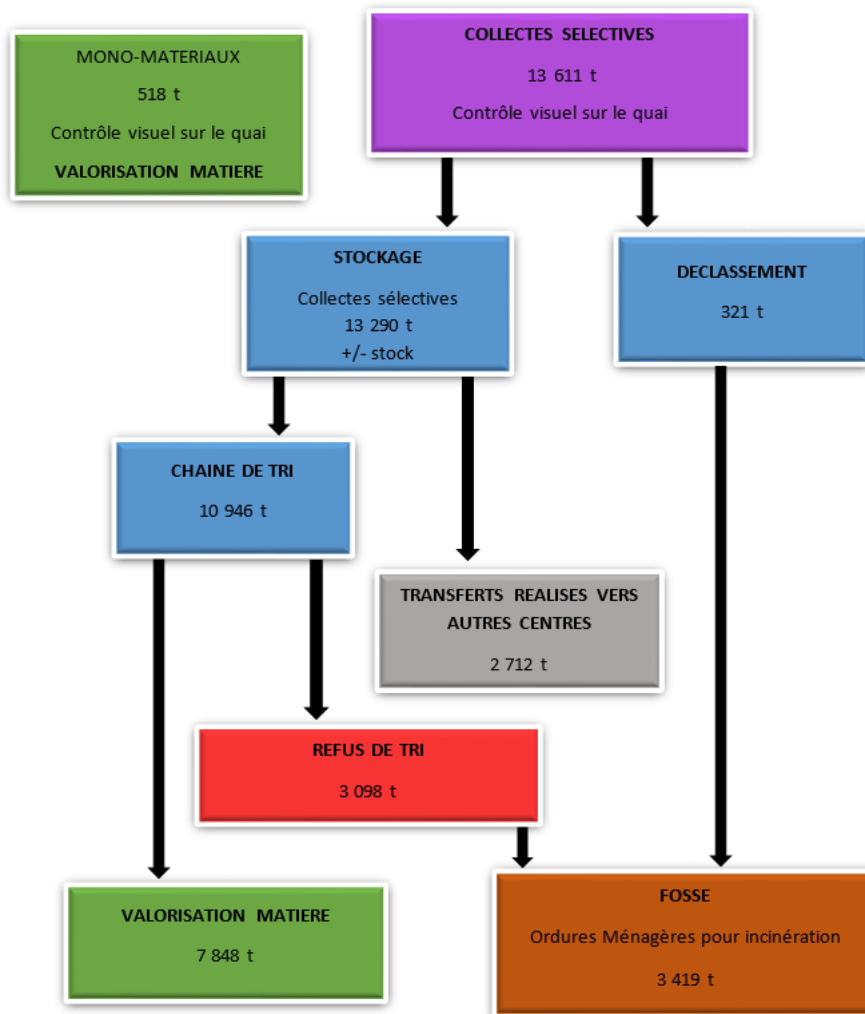 MONO-MATERIAUX
518 t
Contrôle visuel sur le quai
VALORISATION MATIERE
COLLECTES SELECTIVES
13 611 t
Contrôle visuel sur le quai
STOCKAGE
Collectes sélectives
13 290 t
+/- stock
DECLASSEMENT
321 t
CHAINE DE TRI
10 946 t
TRANSFERTS REALISES VERS
AUTRES CENTRES
2 712 t
REFUS DE TRI
3 098 t
VALORISATION MATIERE
7 848 t
FOSSE
Ordures Ménagères pour incinération
3 419 t